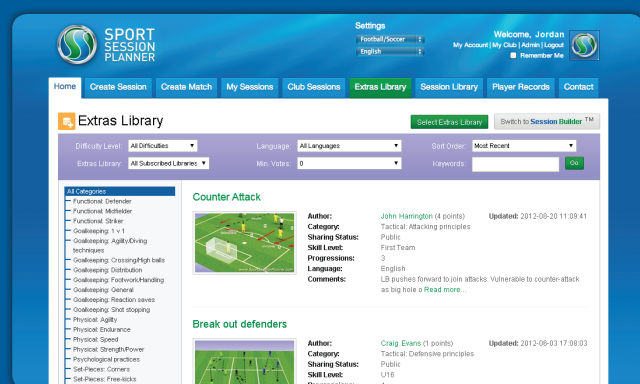 SPORT
SESSION
PLANNER
Settings
Football/Soccer
English
Welcome, Jordan
My Account | My Club | Admin | Logout
Remember Me
Home Create Session Create Match My Sessions Club Sessions Extras Library Session Library Player Records Contact
Extras Library
Select Extras Library
Switch to Session Builder TM
Difficulty Level: All Difficulties Language: All Languages Sort Order: Most Recent
Extras Library: All Subscribed Libraries Min. Votes: 0 Keywords: Go
All Categories
Functional: Defender
Functional: Midfielder
Functional: Striker
Goalkeeping: 1 v 1
Goalkeeping: Agility/Diving
techniques
Goalkeeping: Crossing/High balls
Goalkeeping: Distribution
Goalkeeping: Footwork/Handling
Goalkeeping: General
Goalkeeping: Reaction saves
Goalkeeping: Shot stopping
Physical: Agility
Physical: Endurance
Physical: Speed
Physical: Strength/Power
Psychological practices
Set-Pieces: Corners
Set-Pieces: Free-kicks
Counter Attack
Author: John Harrington (4 points) Updated: 2012-08-20 11:09:41
Category: Tactical: Attacking principles
Sharing Status: Public
Skill Level: First Team
Progressions: 3
Language: English
Comments: LB pushes forward to join attacks. Vulnerable to counter-attack
as big hole o Read more...
Break out defenders
Author: Craig Evans (1 points) Updated: 2012-06-03 17:08:03
Category: Tactical: Defensive principles
Sharing Status: Public
Skill Level: U16